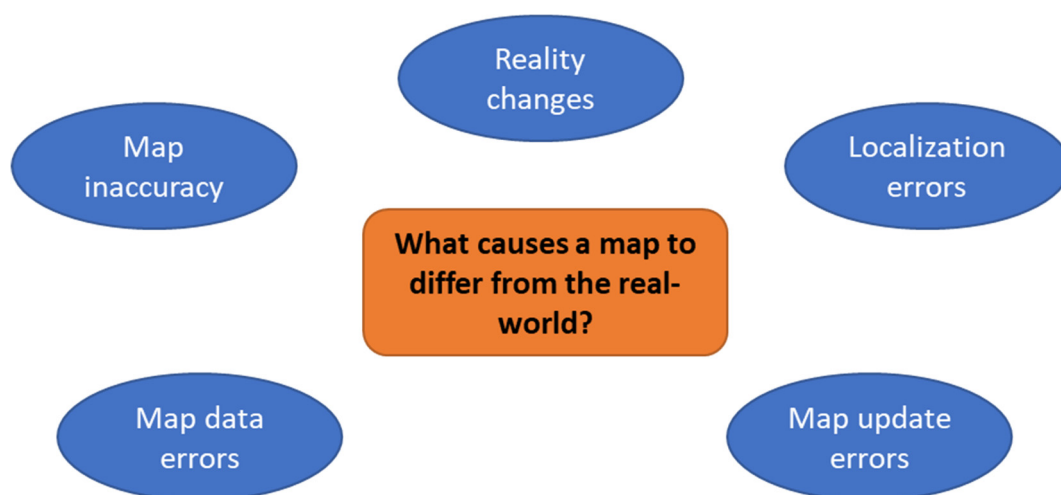 Reality
changes
Map
inaccuracy
Localization
errors
What causes a map to
differ from the real-
world?
Map data
errors
Map update
errors